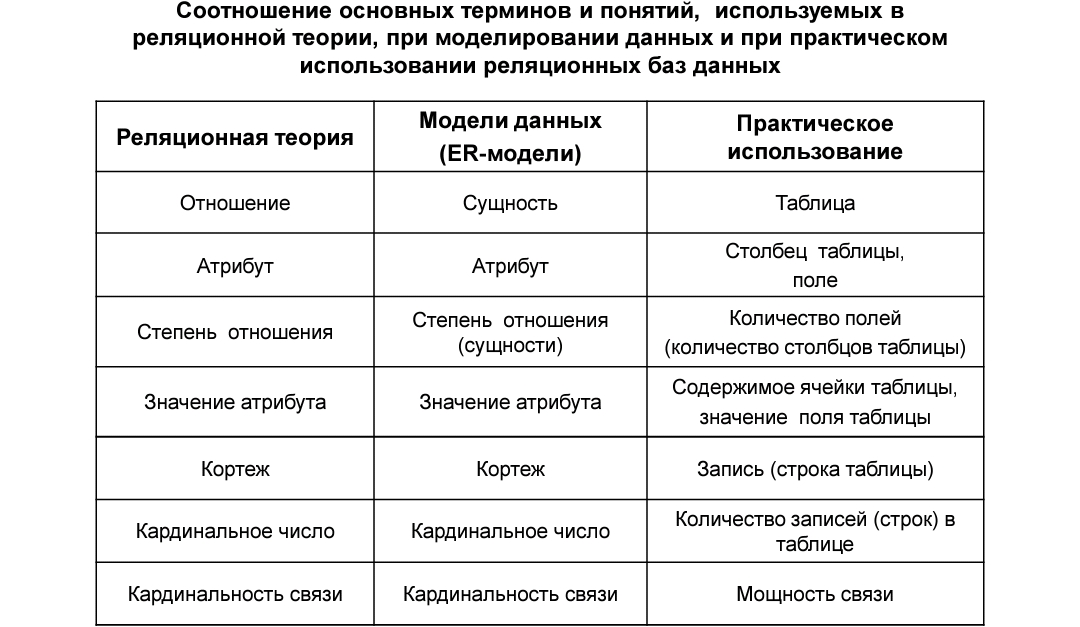 Соотношение основных терминов и понятий, используемых в
реляционной теории, при моделировании данных и при практическом
использовании реляционных баз данных
Реляционная теория
Модели данных
(ER-модели)
Практическое
использование
Отношение
Сущность
Таблица
Атрибут
Атрибут
Столбец таблицы,
поле
Степень отношения
Степень отношения
(сущности)
Количество полей
(количество столбцов таблицы)
Значение атрибута
Значение атрибута
Содержимое ячейки таблицы,
значение поля таблицы
Кортеж
Кортеж
Запись (строка таблицы)
Кардинальное число
Кардинальное число
Количество записей (строк) в
таблице
Кардинальность связи
Кардинальность связи
Мощность связи